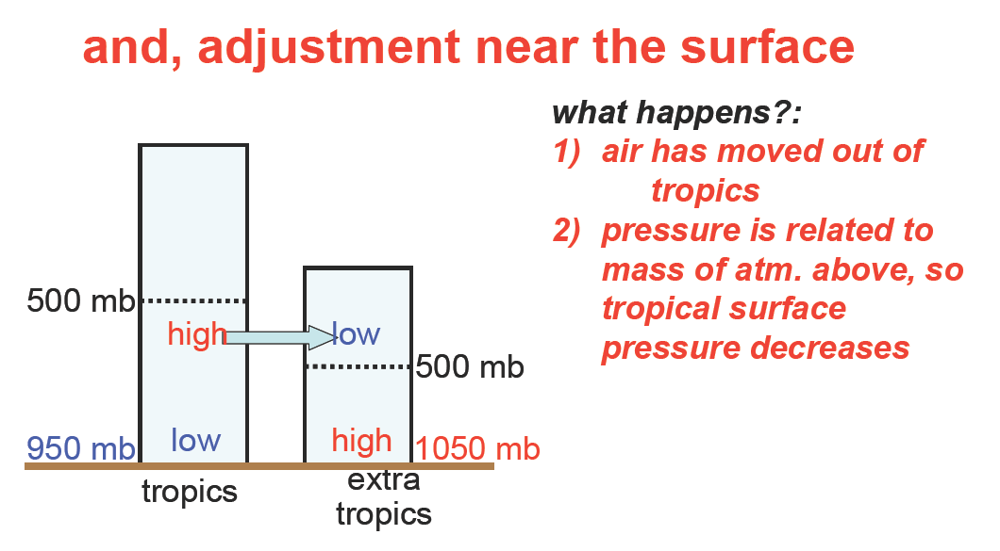 and, adjustment near the surface
what happens?:
1) air has moved out of
tropics
2) pressure is related to
mass of atm. above, so
tropical surface
pressure decreases
500 mb
high
low
500 mb
950 mb
low
high
1050 mb
tropics
extra
tropics